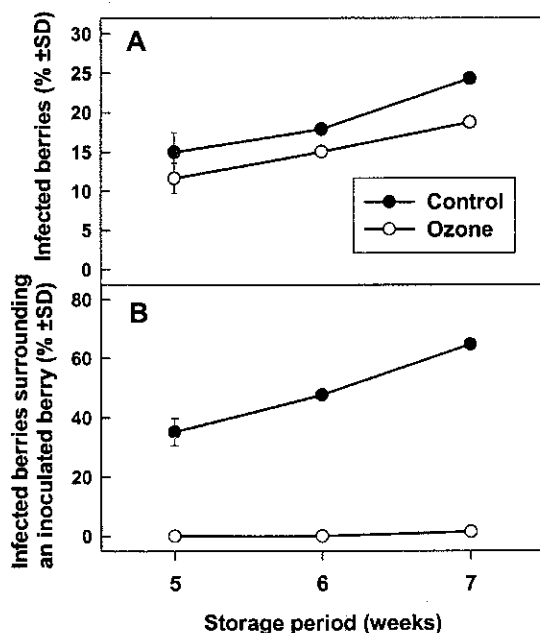 Infected berries (% ±SD)
30
25
20
15
10
5
0
A
Control
Ozone
Infected berries surrounding
an inoculated berry (% ±SD)
80
60
40
20
0
B
5 6 7
Storage period (weeks)